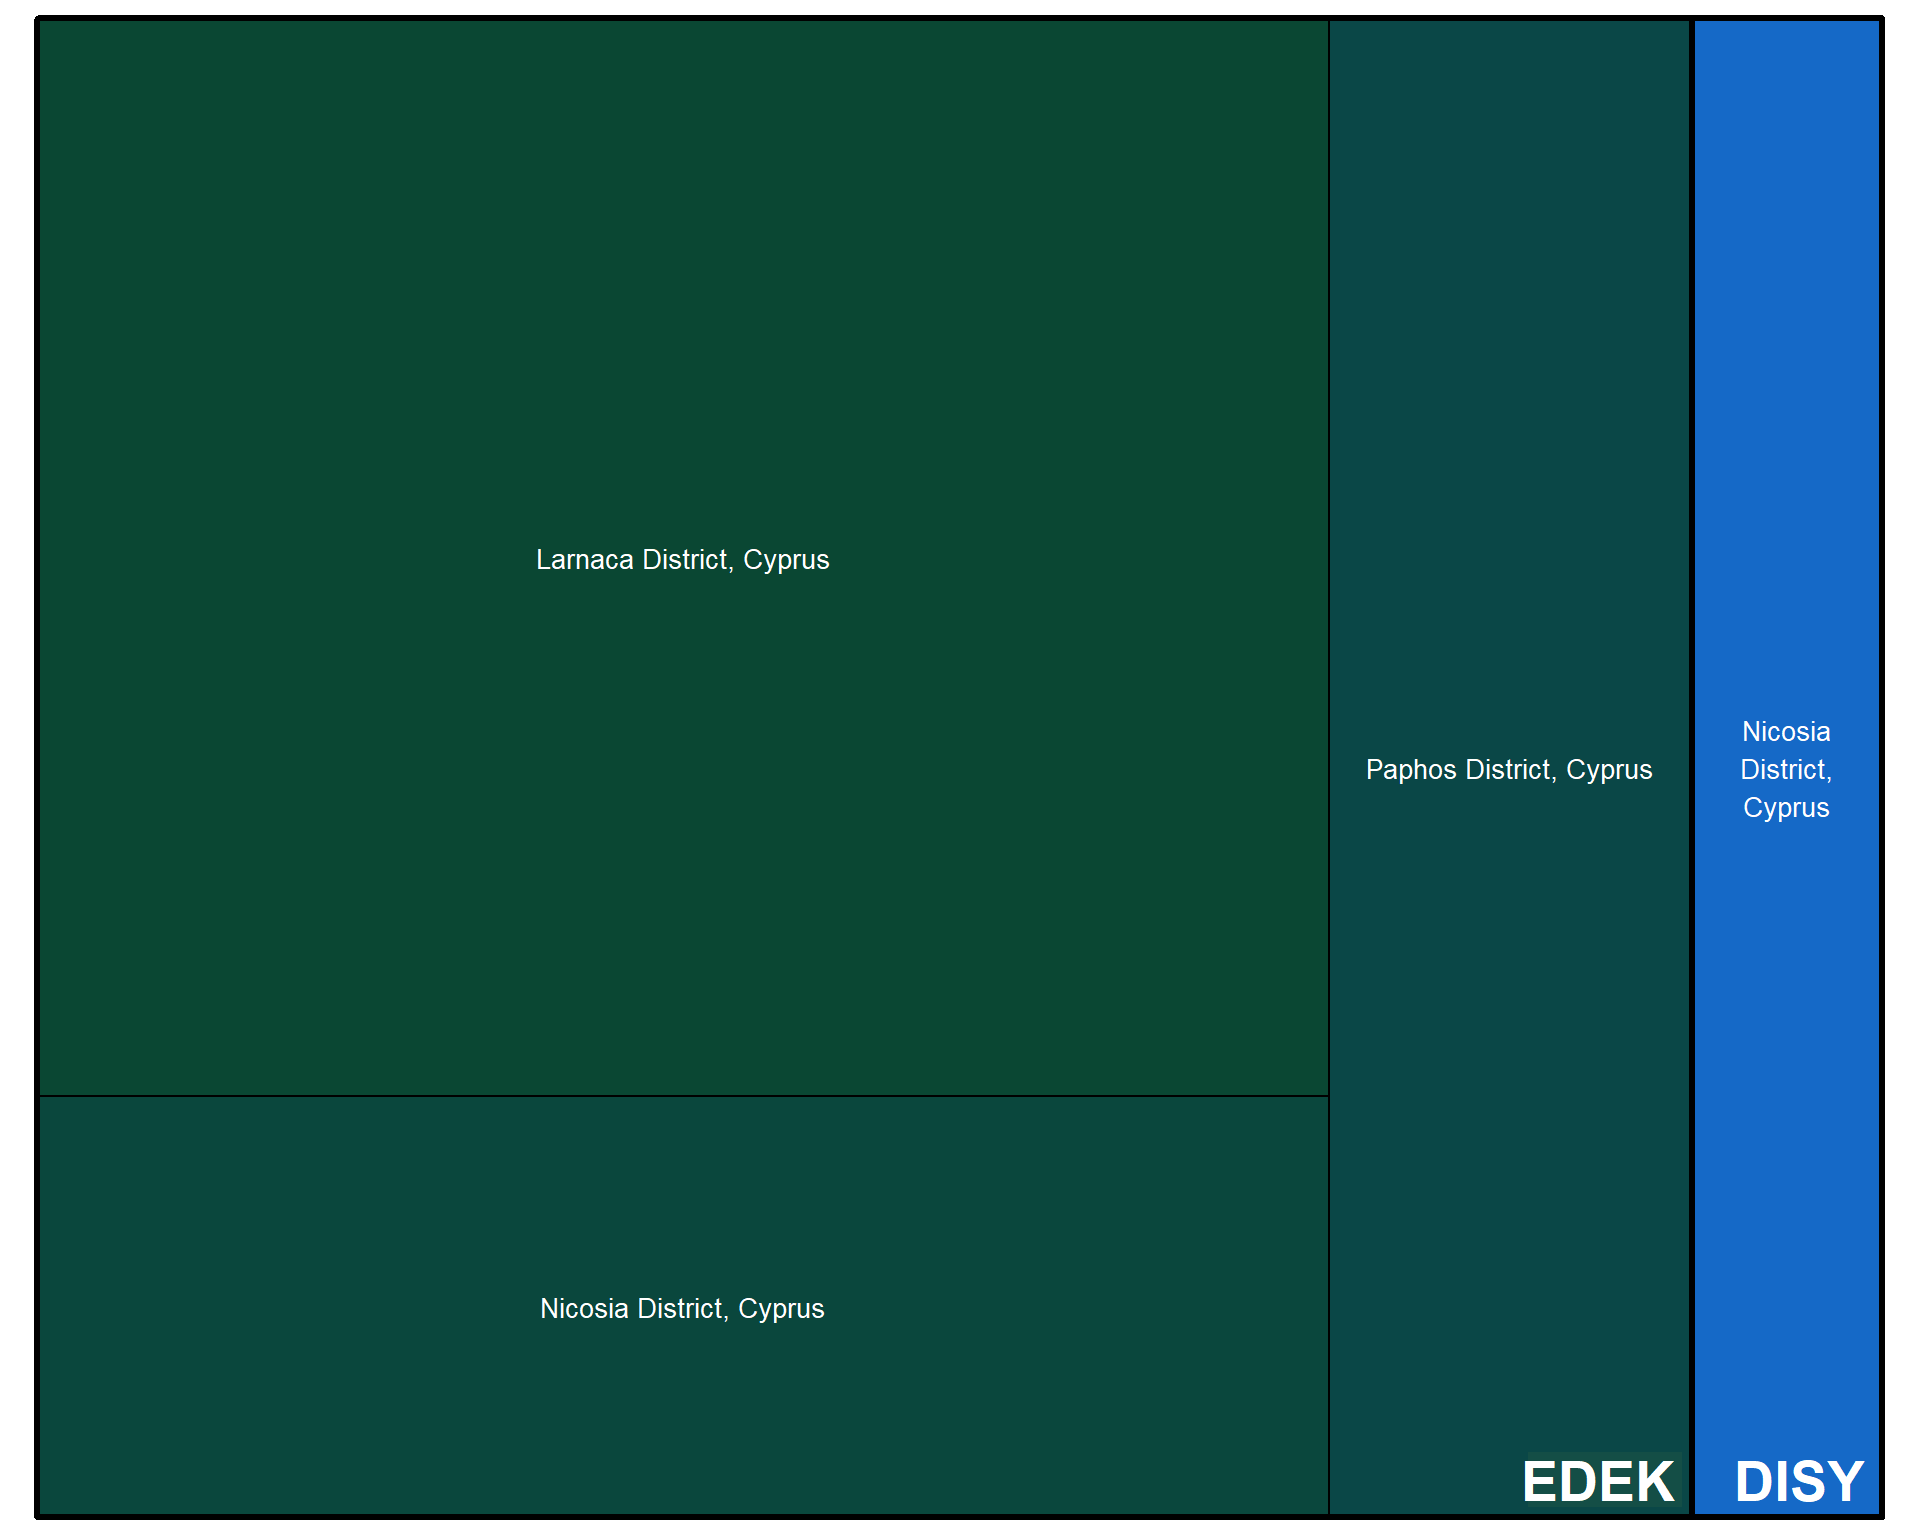 Larnaca District, Cyprus
Nicosia District, Cyprus
Paphos District, Cyprus
EDEK
Nicosia
District,
Cyprus
DISY